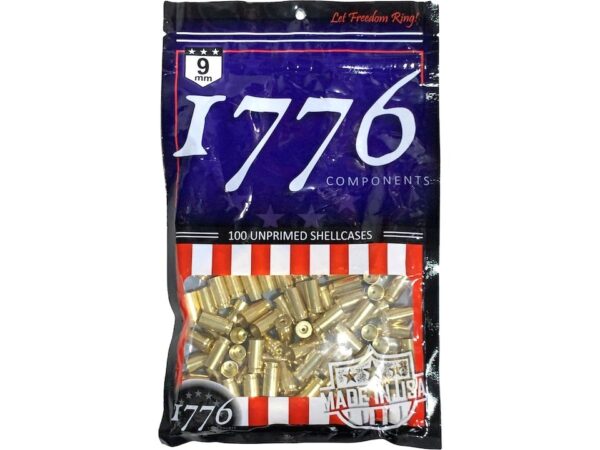 Let Freedom Ring!
9
mm
1776
COMPONENTS
100 UNPRIMED SHELLCASES
MADE IN USA
1776